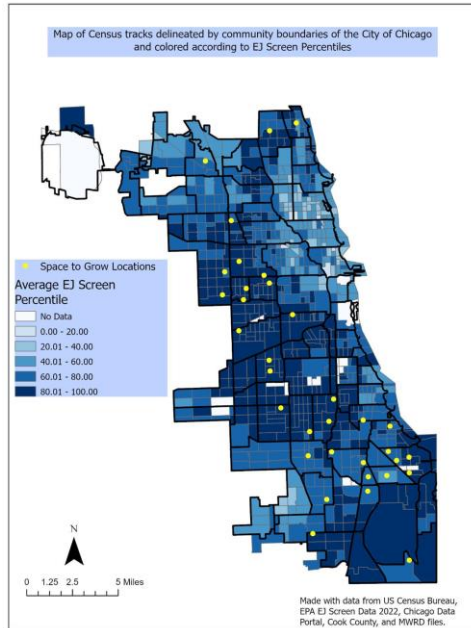 Map of Census tracks delineated by community boundaries of the City of Chicago
and colored according to EJ Screen Percentiles
Space to Grow Locations
Average EJ Screen
Percentile
No Data
0.00 - 20.00
20.01 - 40.00
40.01 - 60.00
60.01 - 80.00
80.01 - 100.00
N
0 1.25 2.5 5 Miles
Made with data from US Census Bureau,
EPA EJ Screen Data 2022, Chicago Data
Portal, Cook County, and MWRD files.